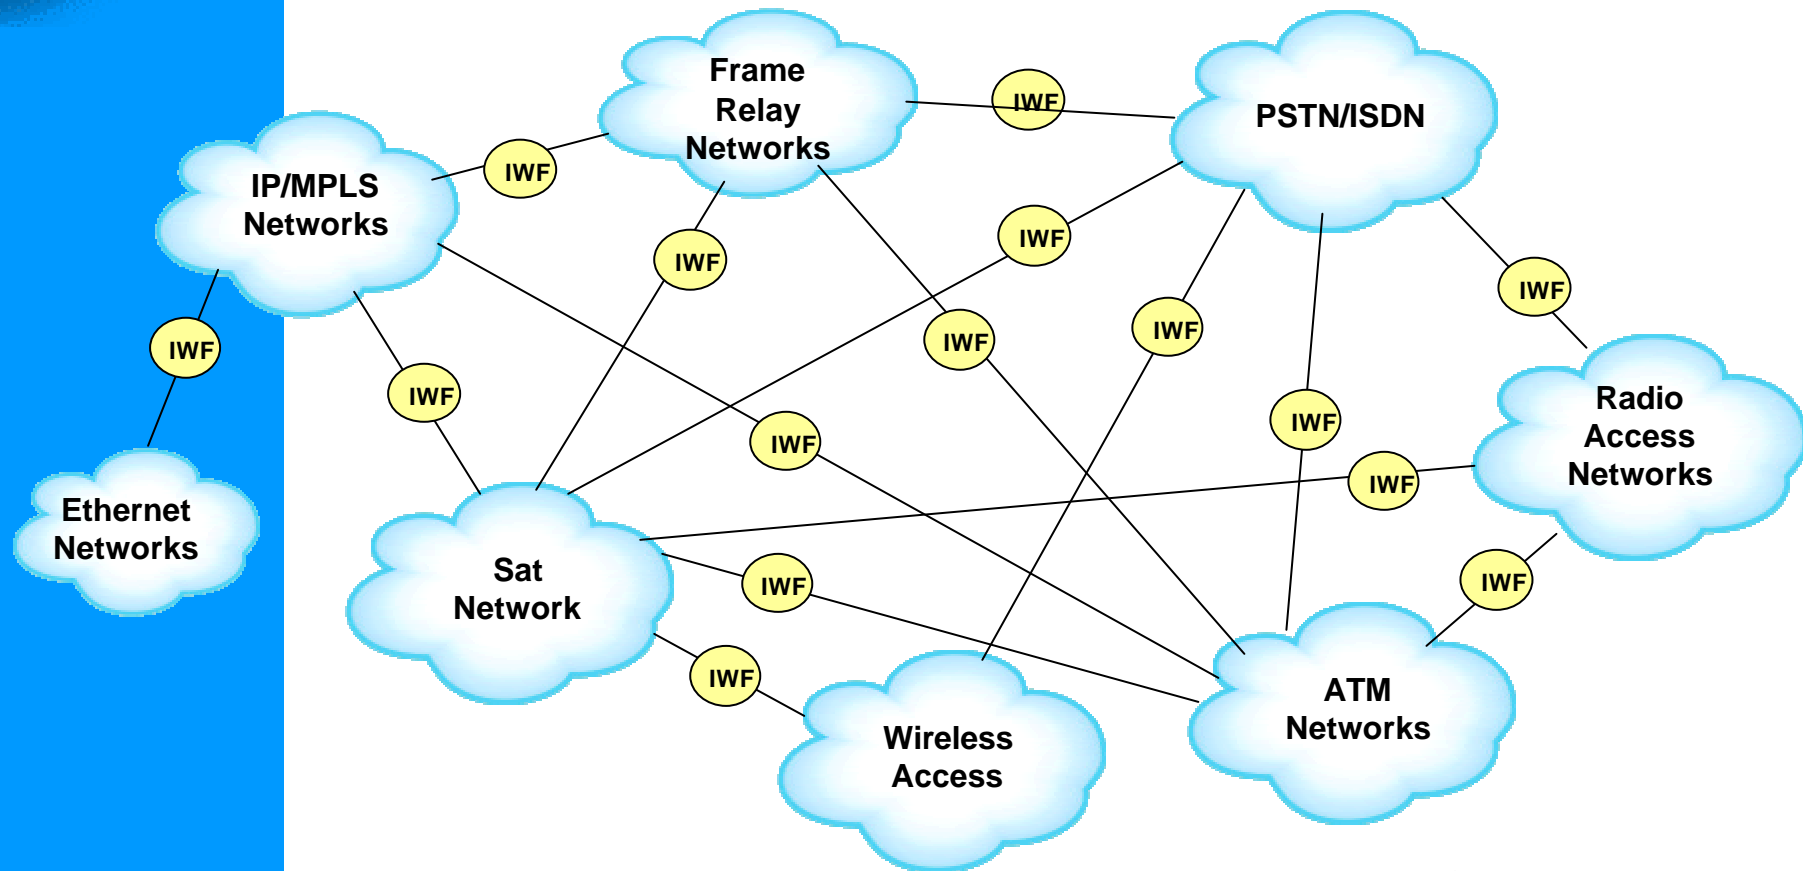 Frame
Relay
Networks
IWF
PSTN/ISDN
IP/MPLS
Networks
IWF
IWF
IWF
IWF
IWF
IWF
IWF
IWF
IWF
Radio
Access
Networks
IWF
IWF
IWF
Ethernet
Networks
Sat
Network
IWF
IWF
IWF
ATM
Networks
Wireless
Access